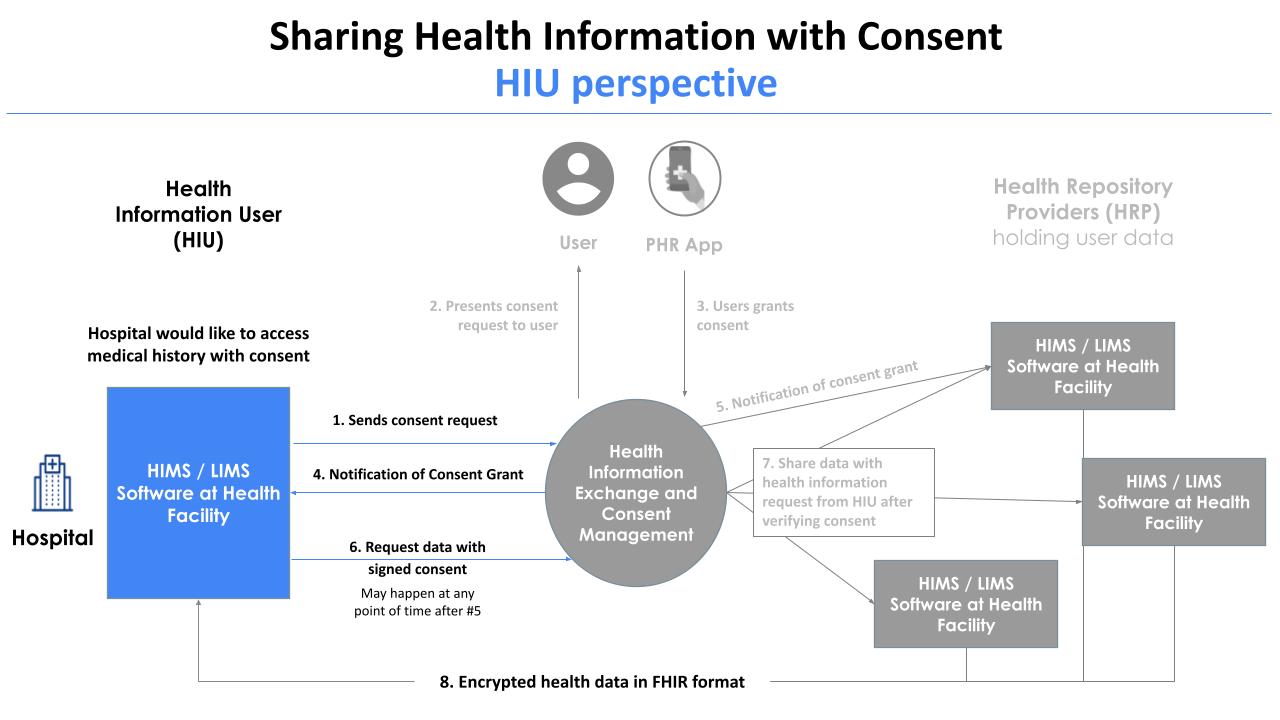 Sharing Health Information with Consent
HIU perspective
Health
Information User
(HIU)
User
PHR App
Health Repository
Providers (HRP)
holding user data
2. Presents consent
request to user
3. Users grants
consent
Hospital would like to access
medical history with consent
HIMS / LIMS
Software at Health
Facility
5. Notification of consent grant
1. Sends consent request
4. Notification of Consent Grant
HIMS / LIMS
Software at Health
Facility
Hospital
Health
Information
Exchange and
Consent
Management
7. Share data with
health information
request from HIU after
verifying consent
HIMS / LIMS
Software at Health
Facility
6. Request data with
signed consent
May happen at any
point of time after #5
HIMS / LIMS
Software at Health
Facility
8. Encrypted health data in FHIR format